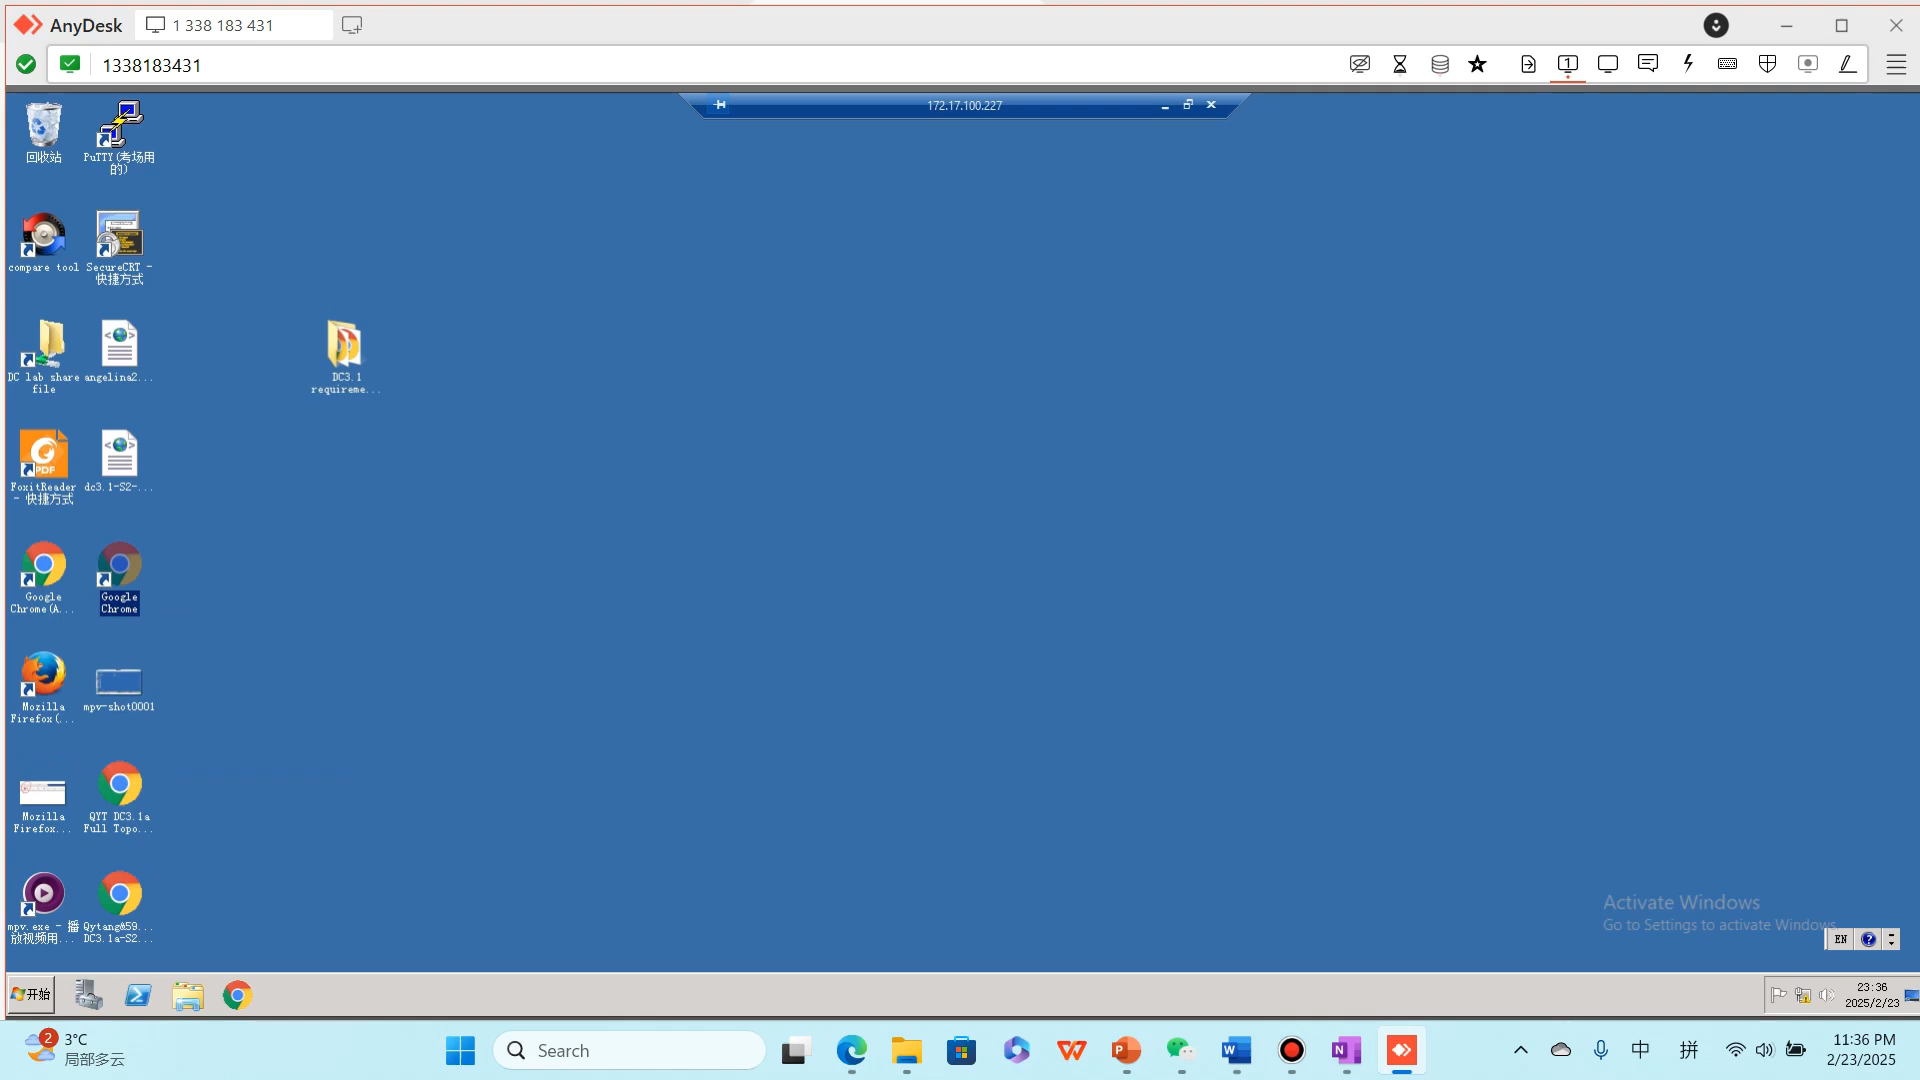 AnyDesk
1 338 183 431
1338183431
1
172.17.100.227
回收站
PuTTY(考场用
的)
compare tool
SecureCRT -
快捷方式
DC lab share
file
angelina2...
DC3.1
requireme...
PDF
FoxitReader
- 快捷方式
dc3.1-S2-...
Google
Chrome(A...
Google
Chrome
Mozilla
Firefox(...
mpv-shot0001
Mozilla
Firefox...
QYT DC3.1a
Full Topo...
mpv.exe - 播
放视频用...
Qytang@59...
DC3.1a-S2...
Activate Windows
Go to Settings to activate Windows.
EN
开始
23:36
2025/2/23
2
3°C
局部多云
Search
中
拼
11:36 PM
2/23/2025